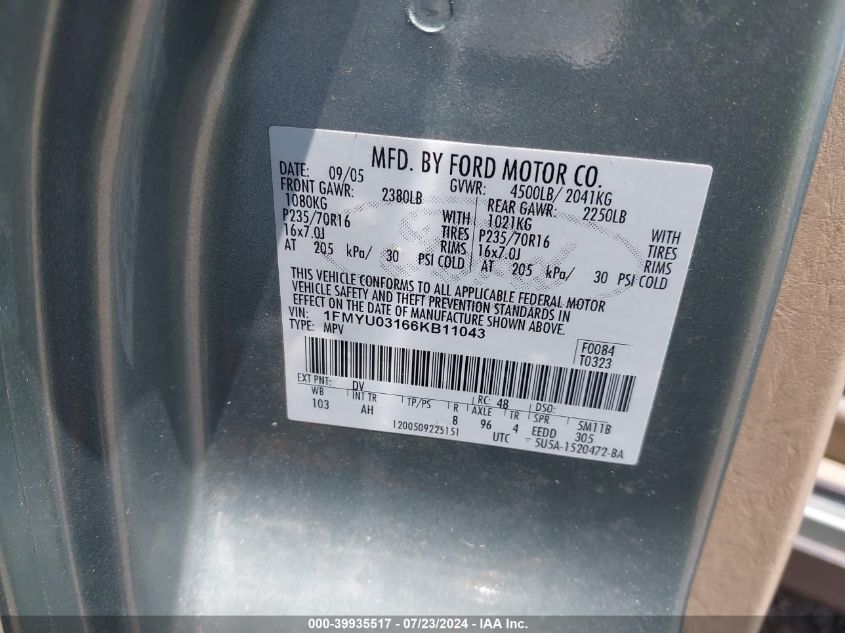 MFD. BY FORD MOTOR CO.
DATE: 09/05 GVWR: 4500LB/ 2041KG
FRONT GAWR: 2380LB REAR GAWR: 2250LB
1080KG WITH 1021KG WITH
P235/70R16 TIRES P235/70R16 TIRES
16x7.0J RIMS 16x7.0J RIMS
AT 205 kPa/ 30 PSI COLD AT 205 kPa/ 30 PSI COLD
THIS VEHICLE CONFORMS TO ALL APPLICABLE FEDERAL MOTOR
VEHICLE SAFETY AND THEFT PREVENTION STANDARDS IN
EFFECT ON THE DATE OF MANUFACTURE SHOWN ABOVE.
VIN: 1FMYU03166KB11043
TYPE: MPV
F0084
T0323
EXT PNT: DV RC: 48 DSO:
WB INT TR TP/PS R AXLE TR SPR 5M11B
103 AH 8 96 4 EEDD 305
1200509225151 UTC 5U5A-1520472-BA
000-39935517 / 07/23/2024 - IAA Inc.